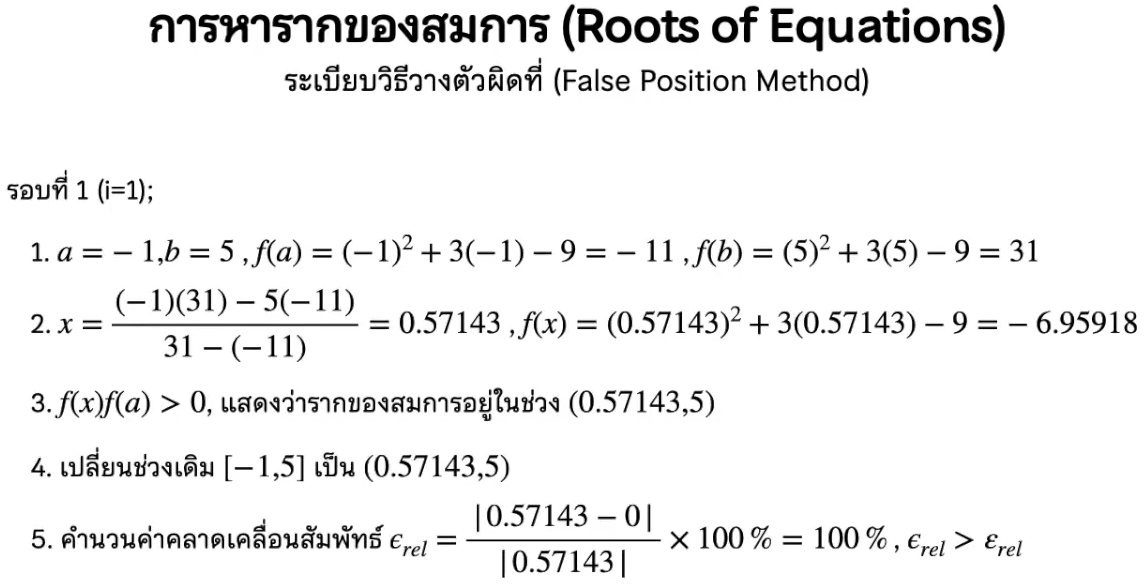 การหารากของสมการ (Roots of Equations)
ระเบียบวิธีวางตัวผิดที่ (False Position Method)
รอบที่ 1 (i=1);
1. a = − 1,b = 5 ,f(a) = (−1)² + 3(−1) − 9 = − 11 ,f(b) = (5)² + 3(5) − 9 = 31
2. x = \frac{(−1)(31) − 5(−11)}{31 − (−11)} = 0.57143 ,f(x) = (0.57143)² + 3(0.57143) − 9 = − 6.95918
3. f(x)f(a) > 0, แสดงว่ารากของสมการอยู่ในช่วง (0.57143,5)
4. เปลี่ยนช่วงเดิม [−1,5] เป็น (0.57143,5)
5. คำนวนค่าคลาดเคลื่อนสัมพัทธ์ ϵ_{rel} = \frac{|0.57143 − 0|}{|0.57143|} × 100 % = 100 % , ϵ_{rel} > ε_{rel}